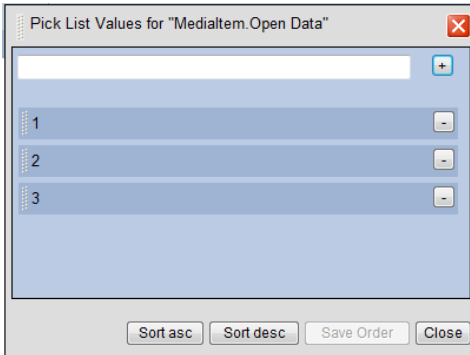 Pick List Values for "MediaItem.Open Data"
+
1 -
2 -
3 -
Sort asc Sort desc Save Order Close